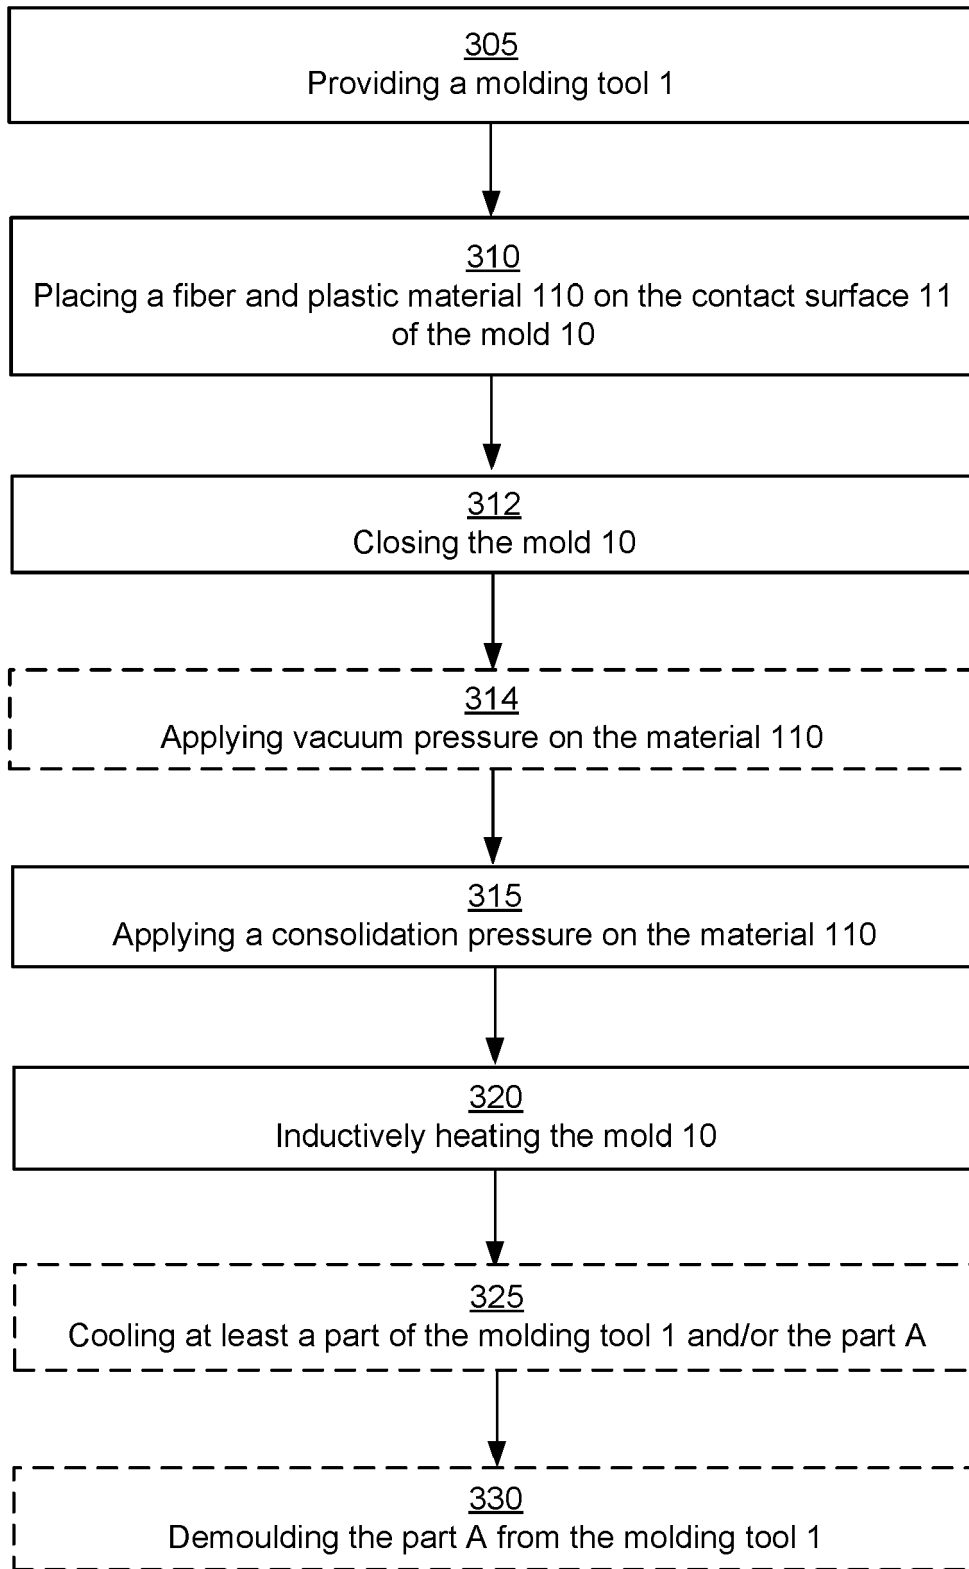 305
Providing a molding tool 1
310
Placing a fiber and plastic material 110 on the contact surface 11
of the mold 10
312
Closing the mold 10
314
Applying vacuum pressure on the material 110
315
Applying a consolidation pressure on the material 110
320
Inductively heating the mold 10
325
Cooling at least a part of the molding tool 1 and/or the part A
330
Demoulding the part A from the molding tool 1